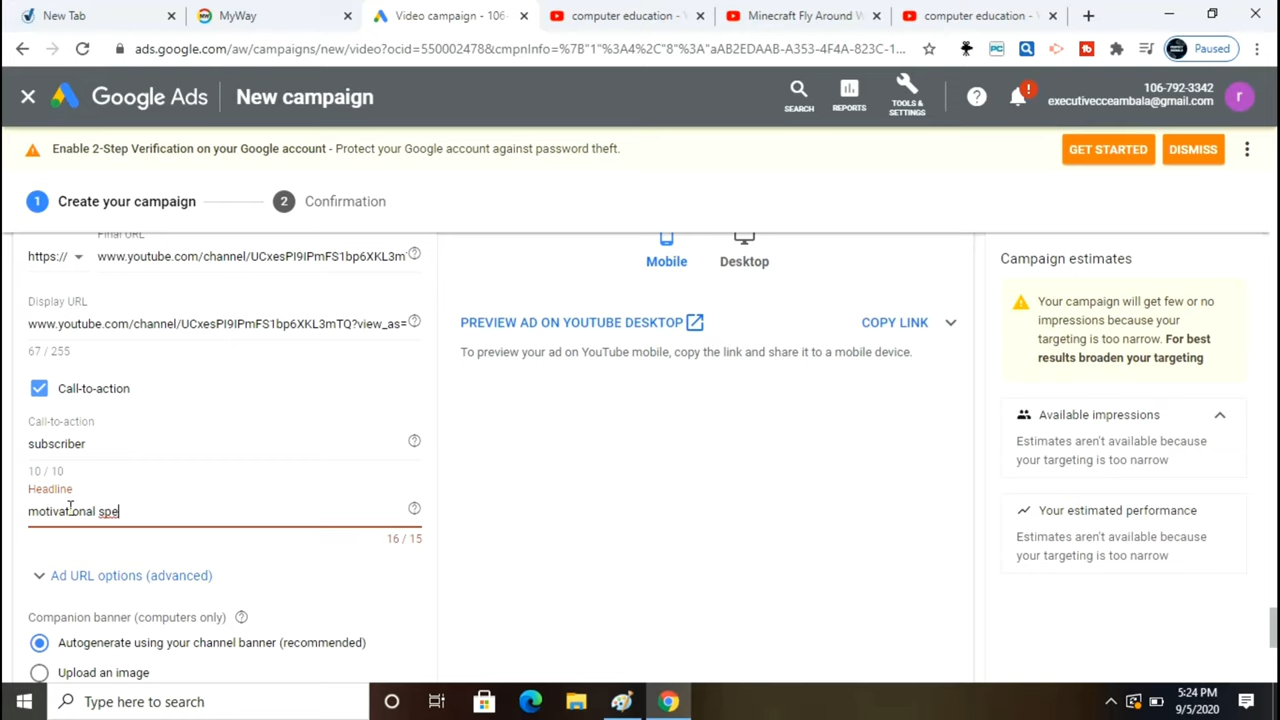 New Tab
MyWay
Video campaign - 106-
computer education -
Minecraft Fly Around
computer education -
ads.google.com/aw/campaigns/new/video?ocid=550002478&cmpnInfo=%7B"1"%3A4%2C"8"%3A"aAB2EDAAB-A353-4F4A-823C-1...
Paused
Google Ads
New campaign
SEARCH
REPORTS
TOOLS & SETTINGS
106-792-3342
executivecceambala@gmail.com
r
Enable 2-Step Verification on your Google account - Protect your Google account against password theft.
GET STARTED
DISMISS
1 Create your campaign
2 Confirmation
Final URL
https://
www.youtube.com/channel/UCxesPI9IPmFS1bp6XKL3m
Display URL
www.youtube.com/channel/UCxesPI9IPmFS1bp6XKL3mTQ?view_as=
67 / 255
Call-to-action
Call-to-action
subscriber
10 / 10
Headline
motivational spe
16 / 15
Ad URL options (advanced)
Companion banner (computers only)
Autogenerate using your channel banner (recommended)
Upload an image
Mobile
Desktop
PREVIEW AD ON YOUTUBE DESKTOP
COPY LINK
To preview your ad on YouTube mobile, copy the link and share it to a mobile device.
Campaign estimates
Your campaign will get few or no
impressions because your
targeting is too narrow. For best
results broaden your targeting
Available impressions
Estimates aren't available because
your targeting is too narrow
Your estimated performance
Estimates aren't available because
your targeting is too narrow
Type here to search
5:24 PM
9/5/2020